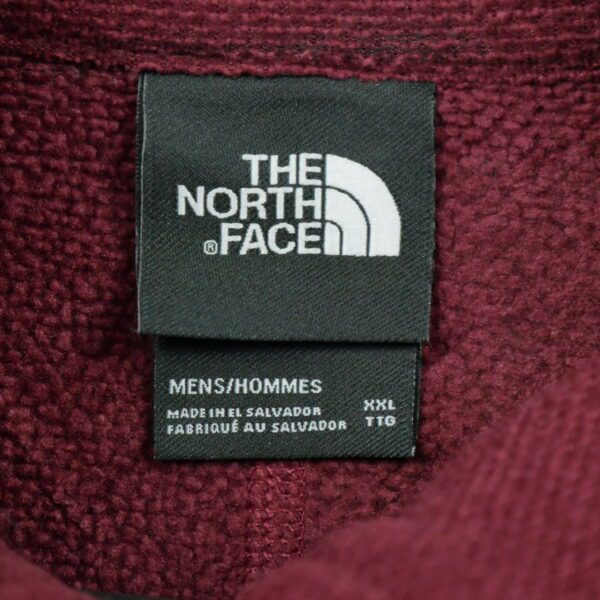 THE
NORTH
® FACE
MENS/HOMMES
MADE IN EL SALVADOR XXL
FABRIQUÉ AU SALVADOR TTG